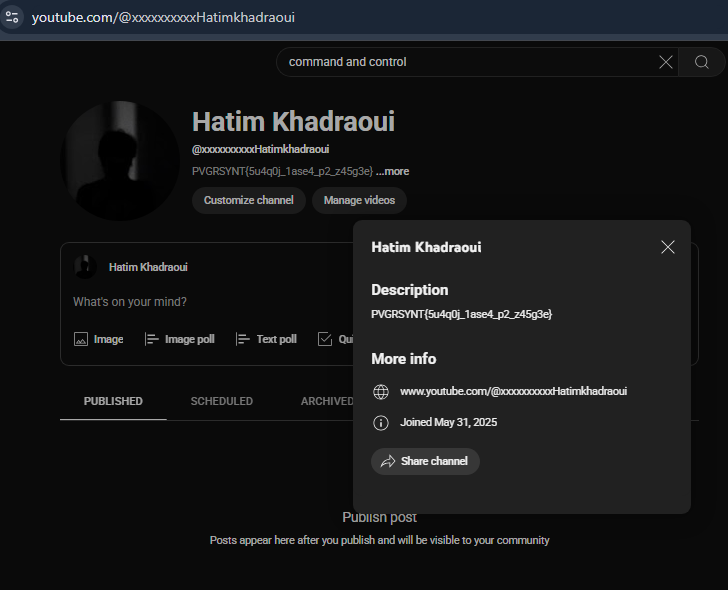 youtube.com/@xxxxxxxxxxHatimkhadraoui
command and control
Hatim Khadraoui
@xxxxxxxxxxHatimkhadraoui
PVGRSYNT{5u4q0j_1ase4_p2_z45g3e} ...more
Customize channel
Manage videos
Hatim Khadraoui
What's on your mind?
Image
Image poll
Text poll
Qui
PUBLISHED
SCHEDULED
ARCHIVED
Hatim Khadraoui
Description
PVGRSYNT{5u4q0j_1ase4_p2_z45g3e}
More info
www.youtube.com/@xxxxxxxxxxHatimkhadraoui
Joined May 31, 2025
Share channel
Publish post
Posts appear here after you publish and will be visible to your community